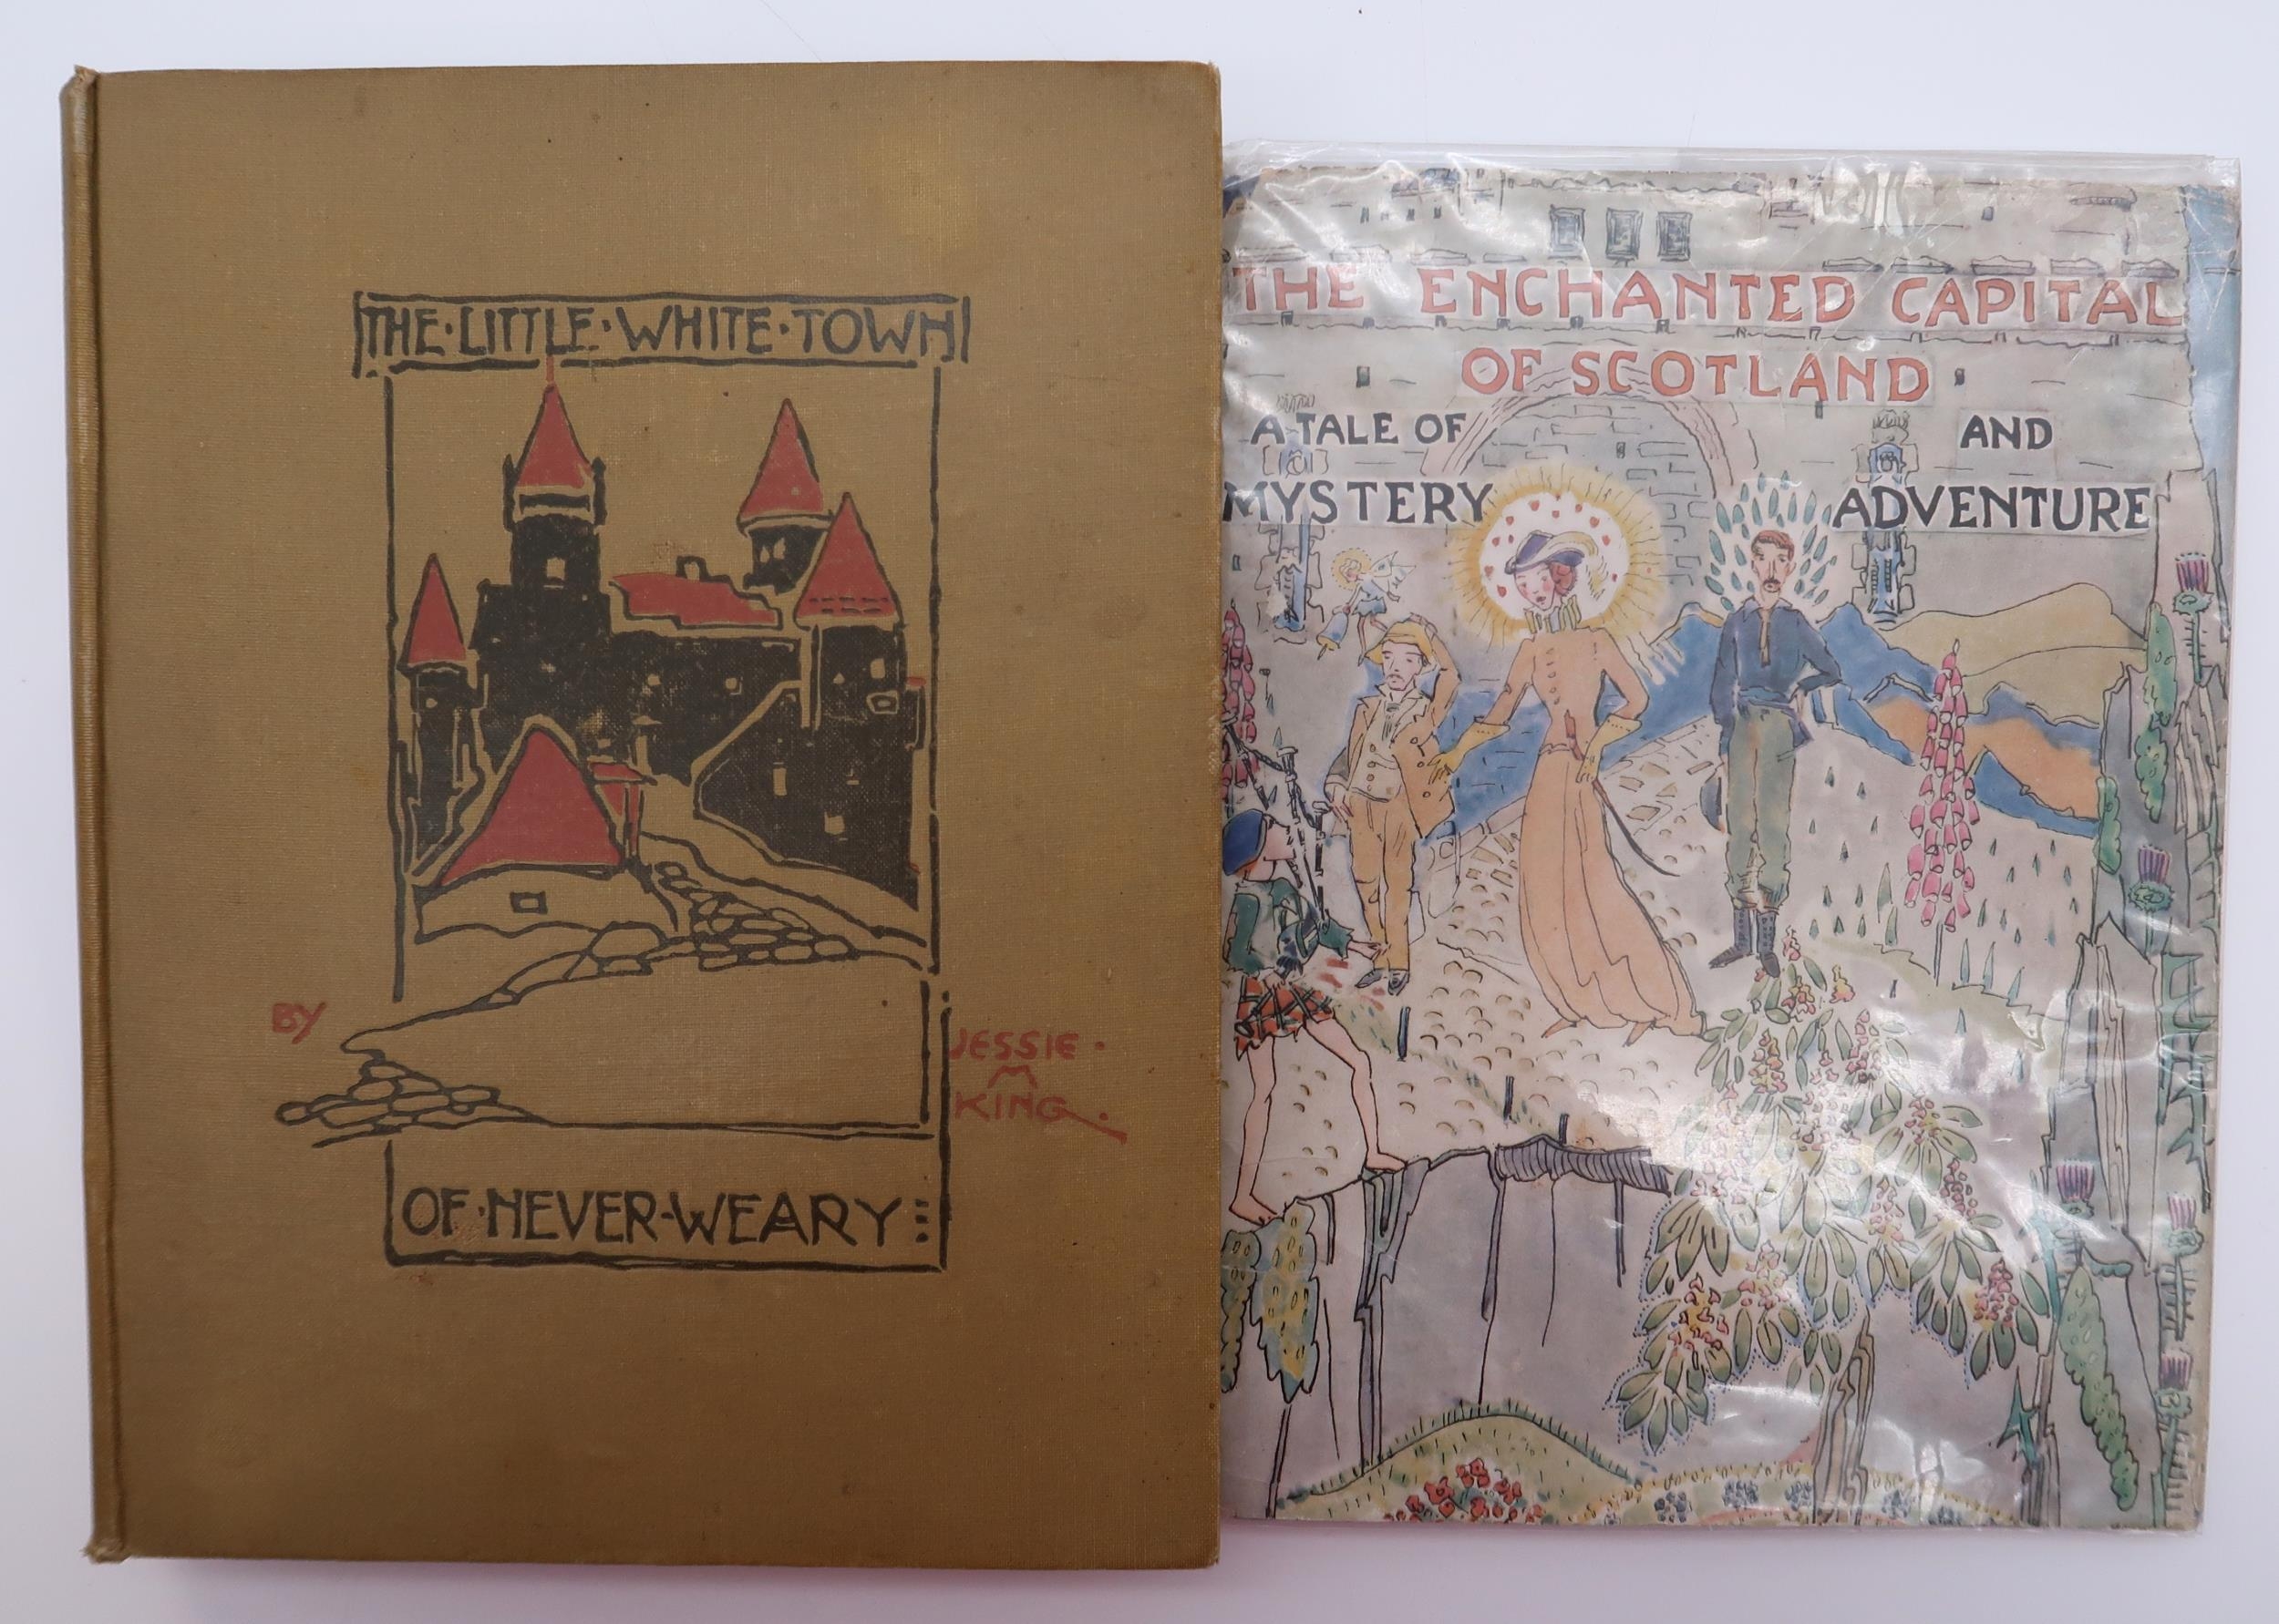 THE·LITTLE·WHITE·TOWN
BY
JESSIE·
M
KING.
OF·NEVER-WEARY
THE ENCHANTED CAPITAL
OF SCOTLAND
A TALE OF
MYSTERY
AND
ADVENTURE